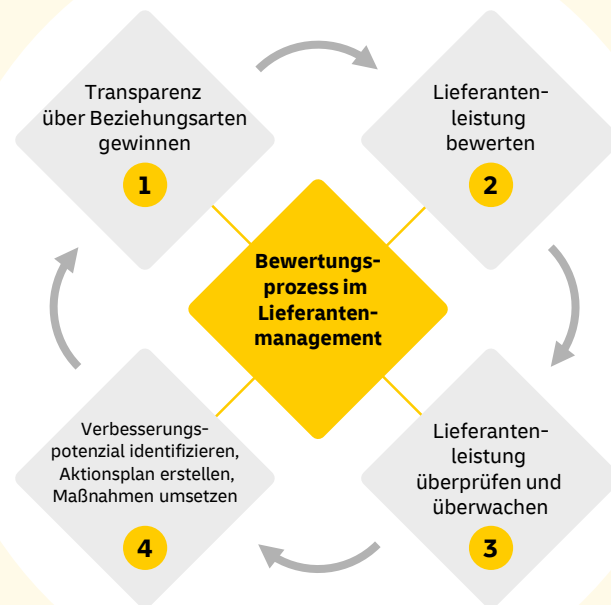 Transparenz
über Beziehungsarten
gewinnen
1
Lieferanten-
leistung
bewerten
2
Bewertungs-
prozess im
Lieferanten-
management
Lieferanten-
leistung
überprüfen und
überwachen
3
Verbesserungs-
potenzial identifizieren,
Aktionsplan erstellen,
Maßnahmen umsetzen
4